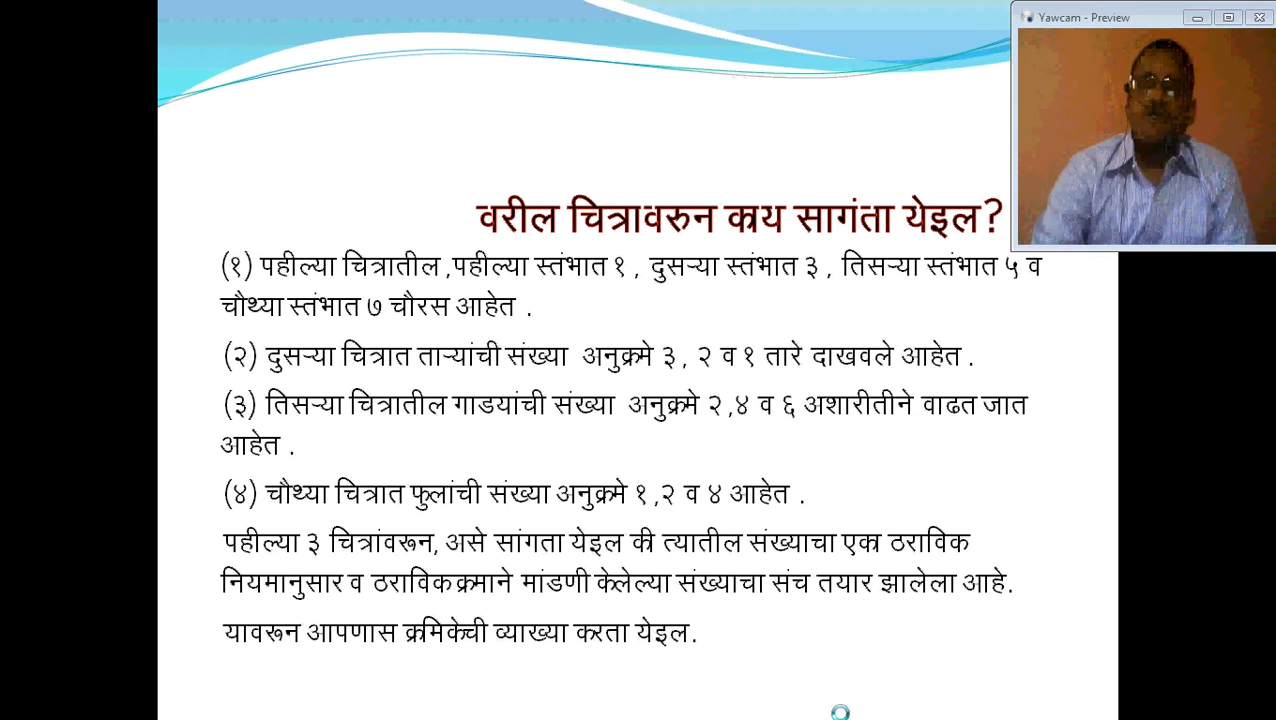 Yawcam - Preview
वरील चित्रावरुन काय सागंता येइल?
(१) पहील्या चित्रातील ,पहील्या स्तंभात १ , दुसऱ्या स्तंभात ३ , तिसऱ्या स्तंभात ५ व
चौथ्या स्तंभात ७ चौरस आहेत .
(२) दुसऱ्या चित्रात ताऱ्यांची संख्या अनुक्रमे ३ , २ व १ तारे दाखवले आहेत .
(३) तिसऱ्या चित्रातील गाडयांची संख्या अनुक्रमे २ ,४ व ६ अशारीतीने वाढत जात
आहेत .
(४) चौथ्या चित्रात फुलांची संख्या अनुक्रमे १ ,२ व ४ आहेत .
पहील्या ३ चित्रांवरून, असे सांगता येइल की त्यातील संख्याचा एका ठराविक
नियमानुसार व ठराविक क्रमाने मांडणी केलेल्या संख्याचा संच तयार झालेला आहे.
यावरून आपणास क्रमिकेची व्याख्या करता येइल.